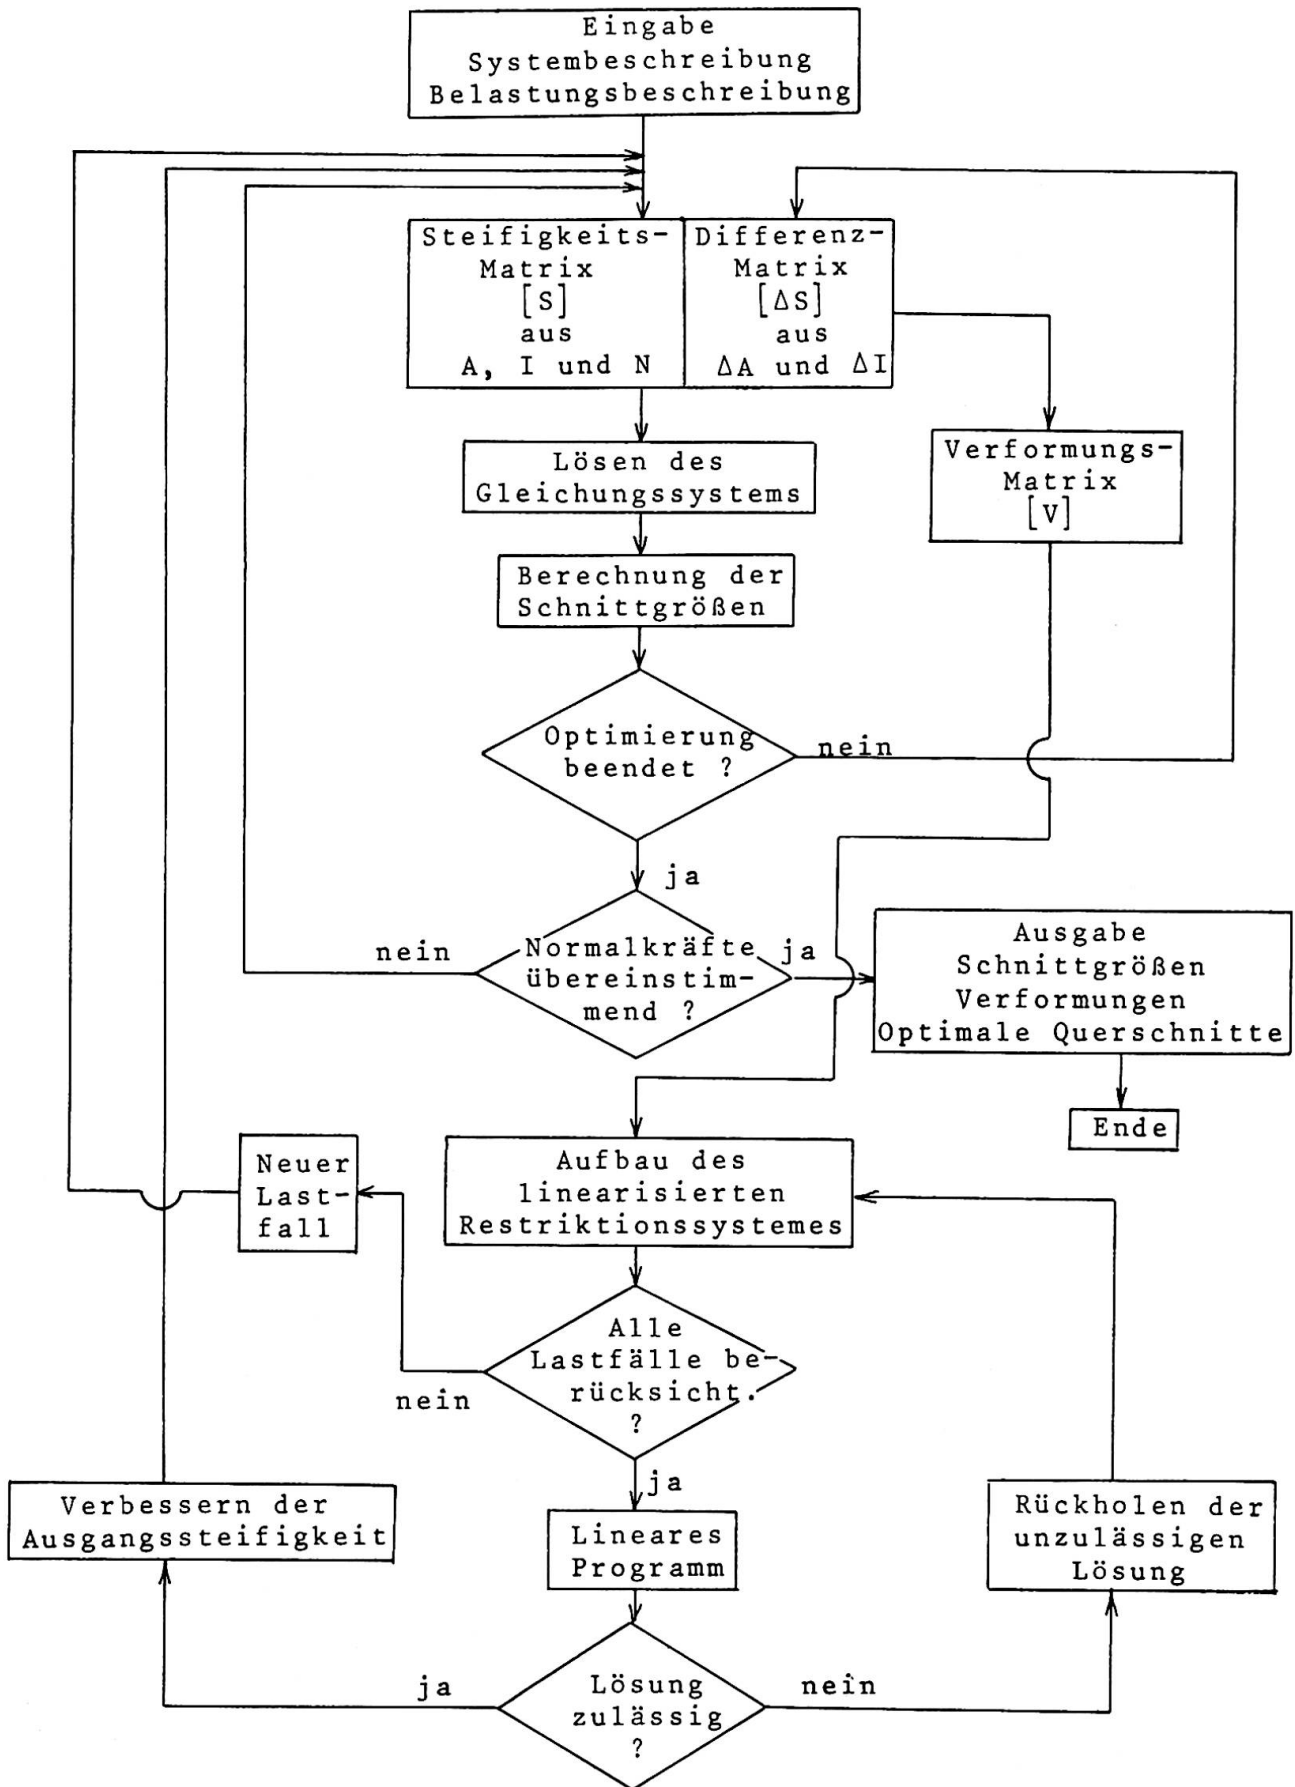 Eingabe
Systembeschreibung
Belastungsbeschreibung
Steifigkeits-
Matrix
[S]
aus
A, I und N
Differenz-
Matrix
[ΔS]
aus
ΔA und ΔI
Lösen des
Gleichungssystems
Verformungs-
Matrix
[V]
Berechnung der
Schnittgrößen
Optimierung
beendet ?
nein
ja
nein
Normalkräfte
übereinstim-
mend ?
ja
Ausgabe
Schnittgrößen
Verformungen
Optimale Querschnitte
Ende
Neuer
Last-
fall
Aufbau des
linearisierten
Restriktionssystemes
Alle
Lastfälle be-
rücksicht.
?
nein
ja
Verbessern der
Ausgangssteifigkeit
Lineares
Programm
Rückholen der
unzulässigen
Lösung
ja
Lösung
zulässig
?
nein